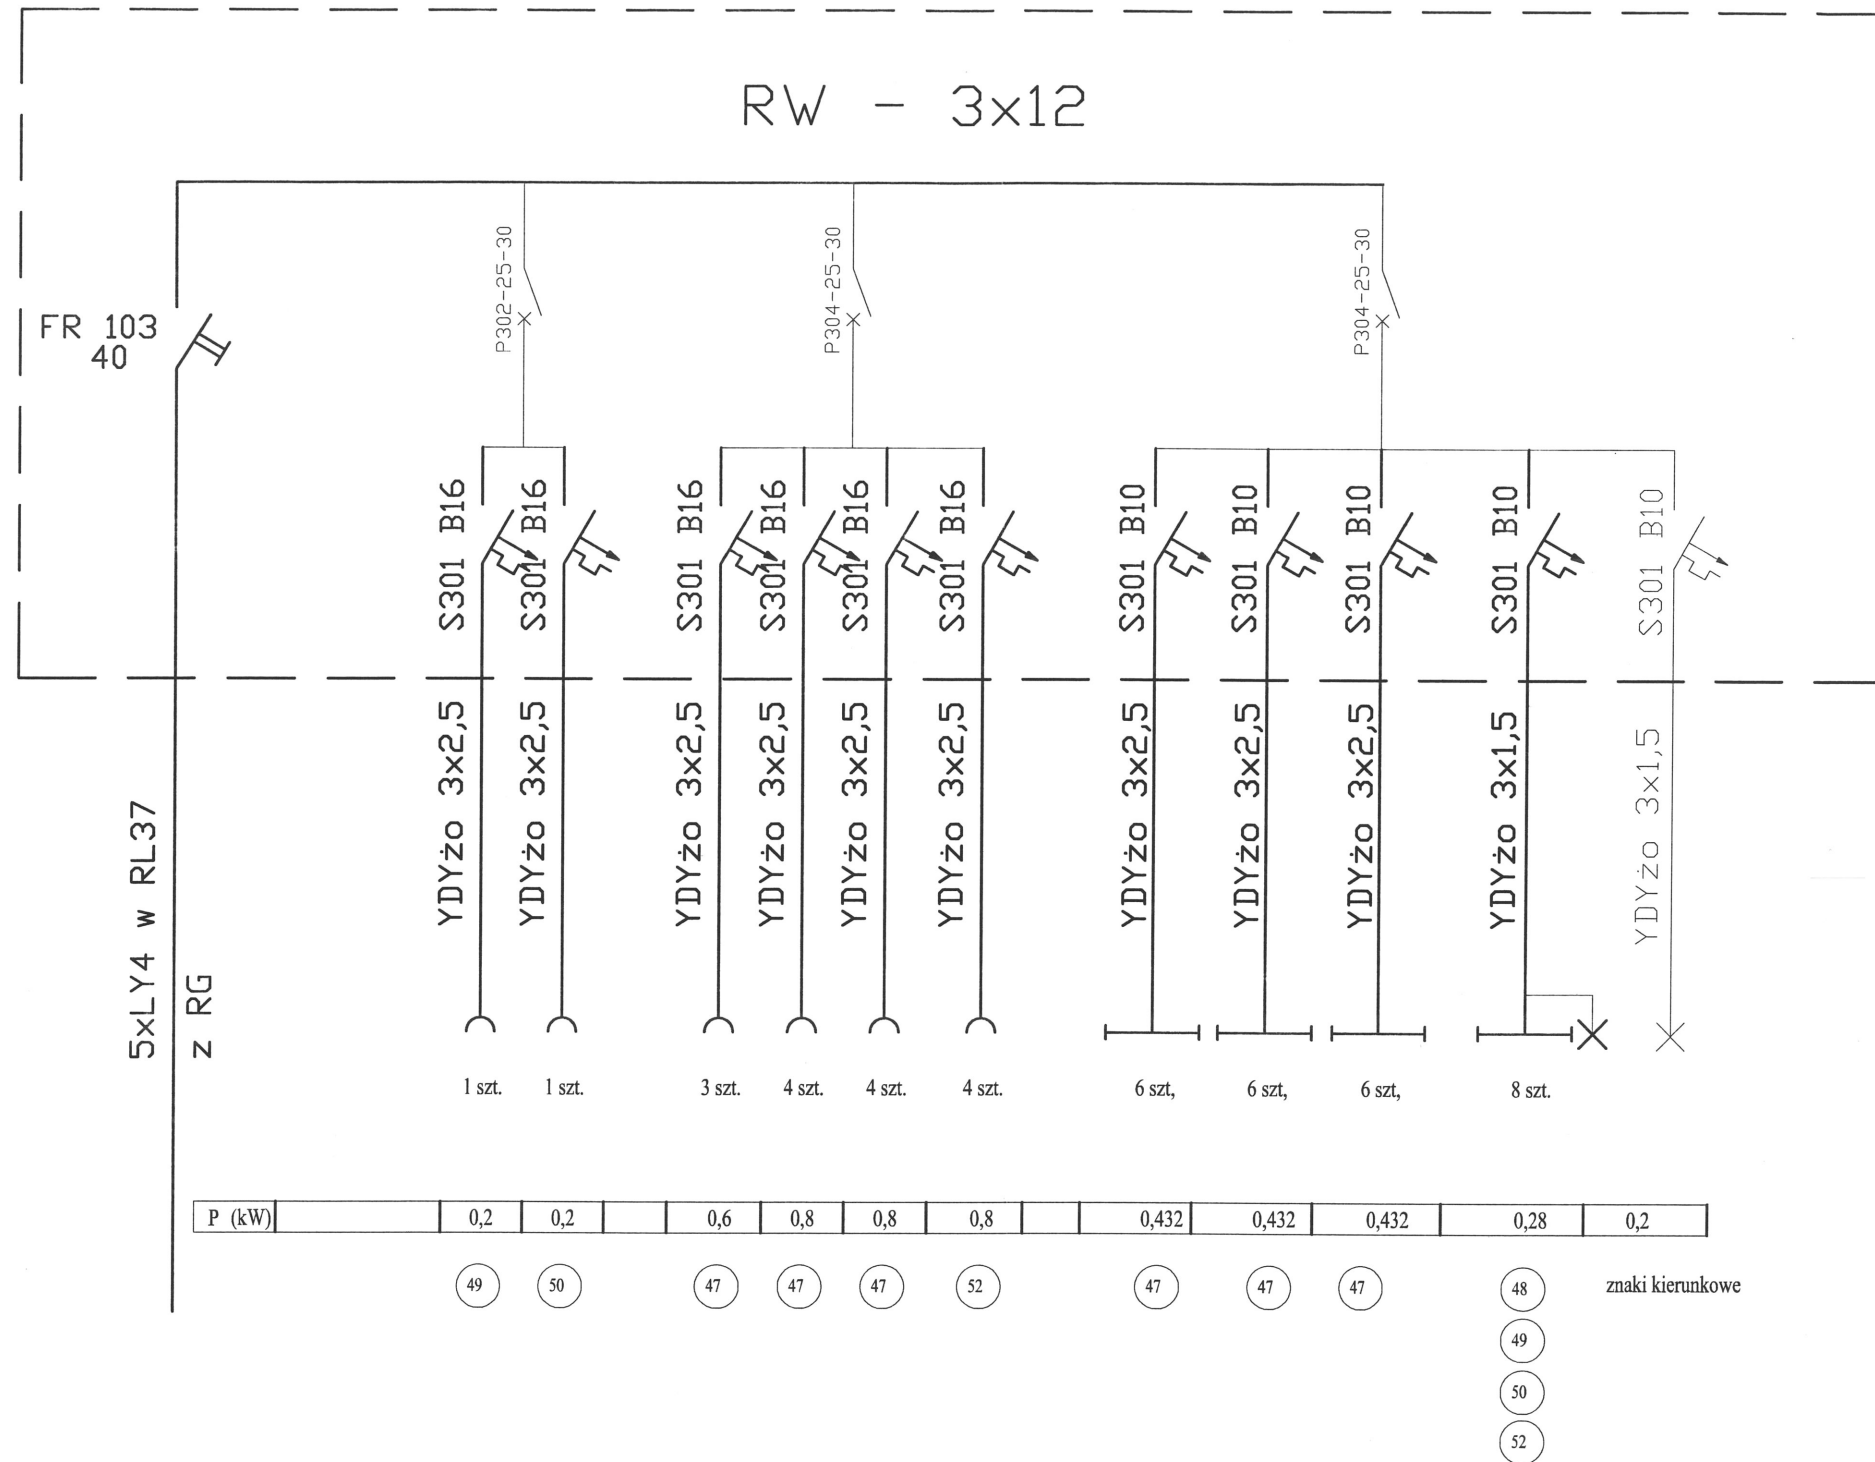 RW - 3x12
FR 103
40
P302-25-30
P304-25-30
P304-25-30
S301 B16
S301 B16
S301 B16
S301 B16
S301 B16
S301 B16
S301 B10
S301 B10
S301 B10
S301 B10
S301 B10
YDYżo 3x2,5
YDYżo 3x2,5
YDYżo 3x2,5
YDYżo 3x2,5
YDYżo 3x2,5
YDYżo 3x2,5
YDYżo 3x2,5
YDYżo 3x2,5
YDYżo 3x2,5
YDYżo 3x1,5
YDYżo 3x1,5
5xLY4 w RL37
z RG
1 szt. 1 szt. 3 szt. 4 szt. 4 szt. 4 szt. 6 szt, 6 szt, 6 szt, 8 szt.
P (kW) 0,2 0,2 0,6 0,8 0,8 0,8 0,432 0,432 0,432 0,28 0,2
49 50 47 47 47 52 47 47 47 48 znaki kierunkowe
49
50
52